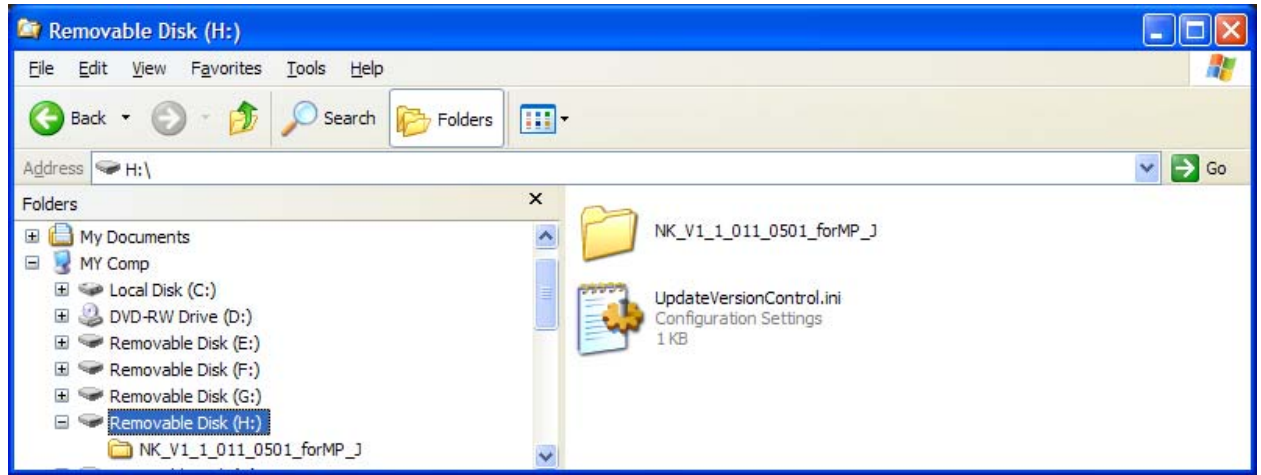 Removable Disk (H:)
File Edit View Favorites Tools Help
Back Search Folders
Address H:\ Go
Folders
My Documents
MY Comp
Local Disk (C:)
DVD-RW Drive (D:)
Removable Disk (E:)
Removable Disk (F:)
Removable Disk (G:)
Removable Disk (H:)
NK_V1_1_011_0501_forMP_J
NK_V1_1_011_0501_forMP_J
UpdateVersionControl.ini
Configuration Settings
1 KB